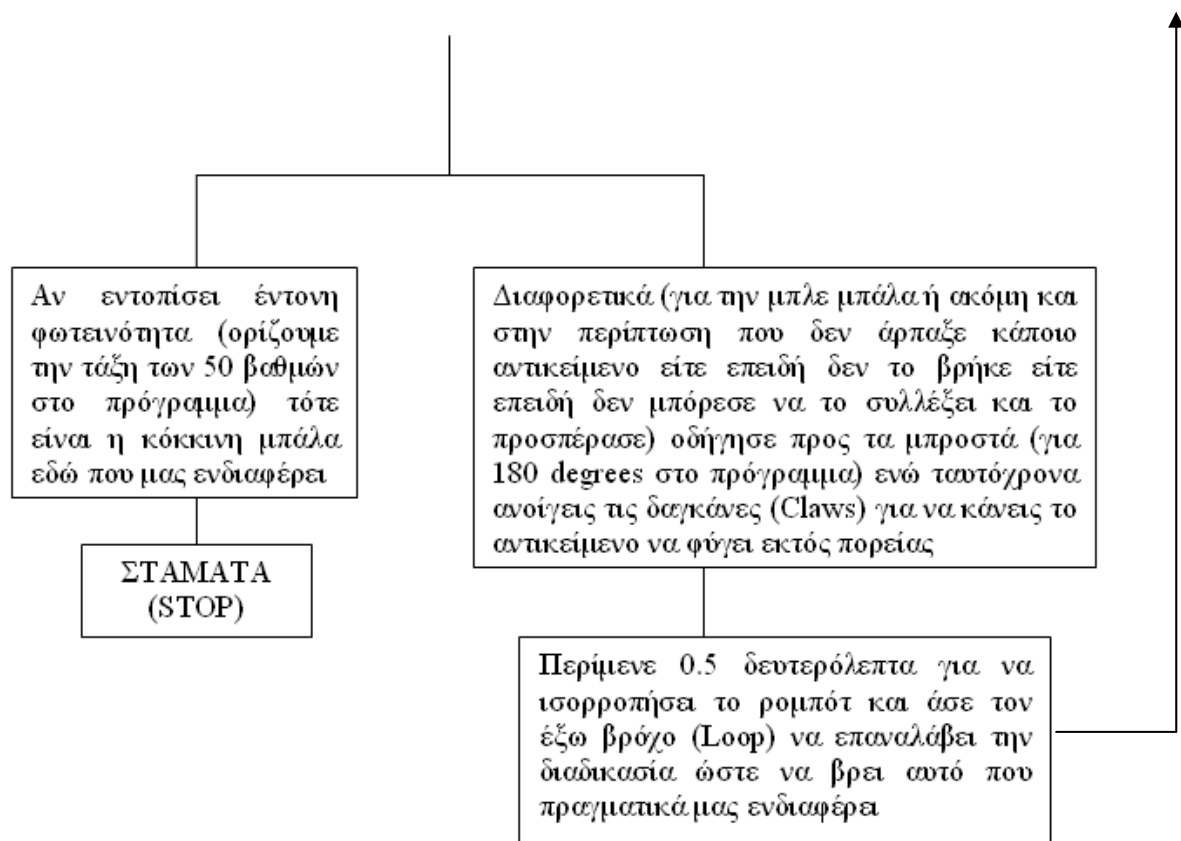 Αν εντοπίσει έντονη
φωτεινότητα (ορίζουμε
την τάξη των 50 βαθμών
στο πρόγραμμα) τότε
είναι η κόκκινη μπάλα
εδώ που μας ενδιαφέρει
ΣΤΑΜΑΤΑ
(STOP)
Διαφορετικά (για την μπλε μπάλα ή ακόμη και
στην περίπτωση που δεν άρπαξε κάποιο
αντικείμενο είτε επειδή δεν το βρήκε είτε
επειδή δεν μπόρεσε να το συλλέξει και το
προσπέρασε) οδήγησε προς τα μπροστά (για
180 degrees στο πρόγραμμα) ενώ ταυτόχρονα
ανοίγεις τις δαγκάνες (Claws) για να κάνεις το
αντικείμενο να φύγει εκτός πορείας
Περίμενε 0.5 δευτερόλεπτα για να
ισορροπήσει το ρομπότ και άσε τον
έξω βρόχο (Loop) να επαναλάβει την
διαδικασία ώστε να βρει αυτό που
πραγματικά μας ενδιαφέρει